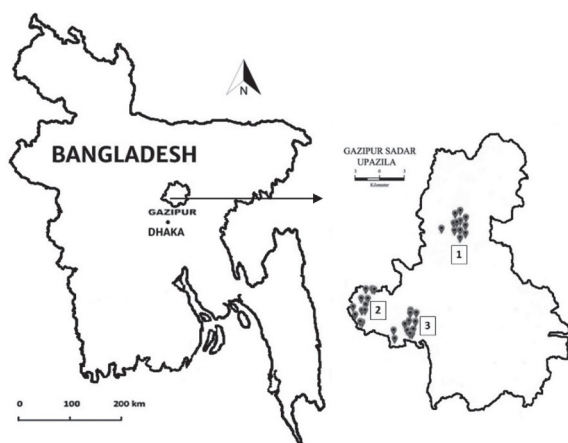 N
BANGLADESH
GAZIPUR
DHAKA
0 100 200 km
GAZIPUR SADAR
UPAZILA
Kilometer
1
2
3